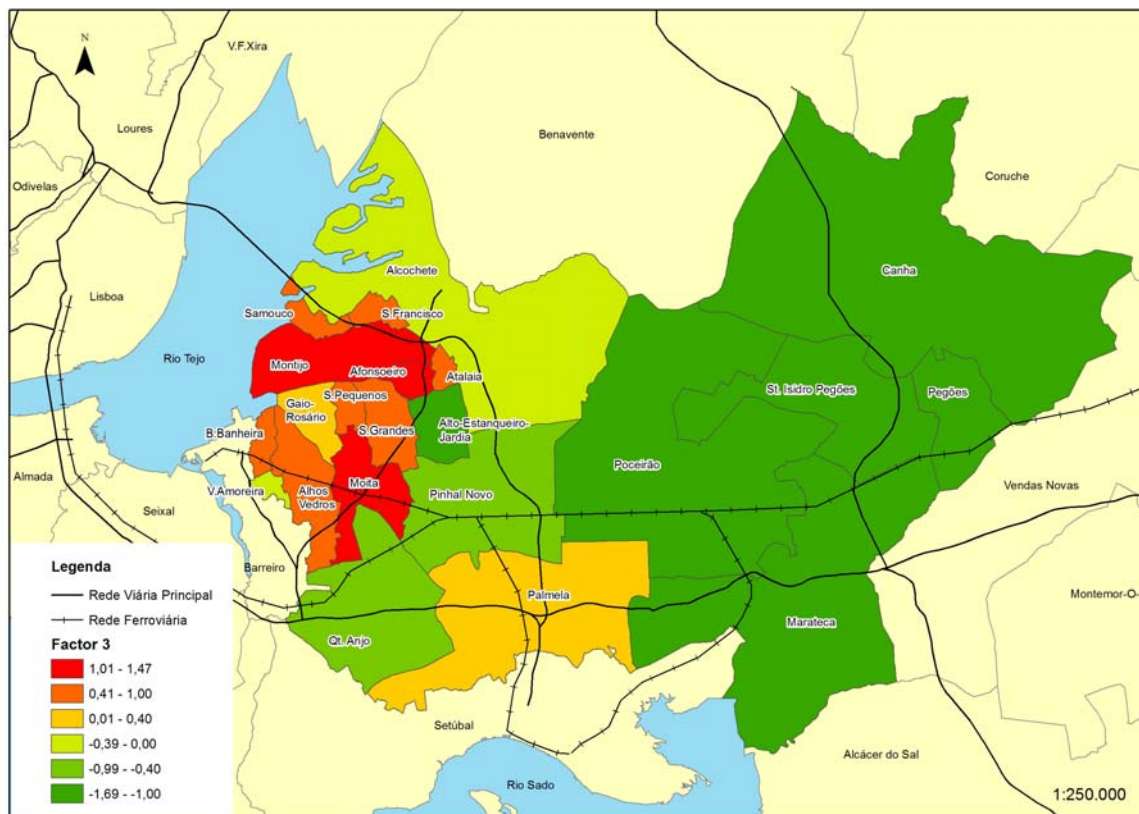 N
V.F.Xira
Loures
Benavente
Odivelas
Coruche
Canha
Alcochete
Lisboa
Samouco
S.Francisco
Rio Tejo
Montijo
Afonsoeiro
Atalaia
St. Isidro Pegões
Pegões
Gaio-
Rosário
S.Pequenos
B.Banheira
S.Grandes
Alto-Estanqueiro-
Jardia
Poceirão
Almada
V.Amoreira
Alhos
Vedros
Moita
Pinhal Novo
Vendas Novas
Seixal
Barreiro
Palmela
Montemor-O-
Marateca
Qt. Anjo
Setúbal
Alcácer do Sal
Rio Sado
Legenda
Rede Viária Principal
Rede Ferroviária
Factor 3
1,01 - 1,47
0,41 - 1,00
0,01 - 0,40
-0,39 - 0,00
-0,99 - -0,40
-1,69 - -1,00
1:250.000